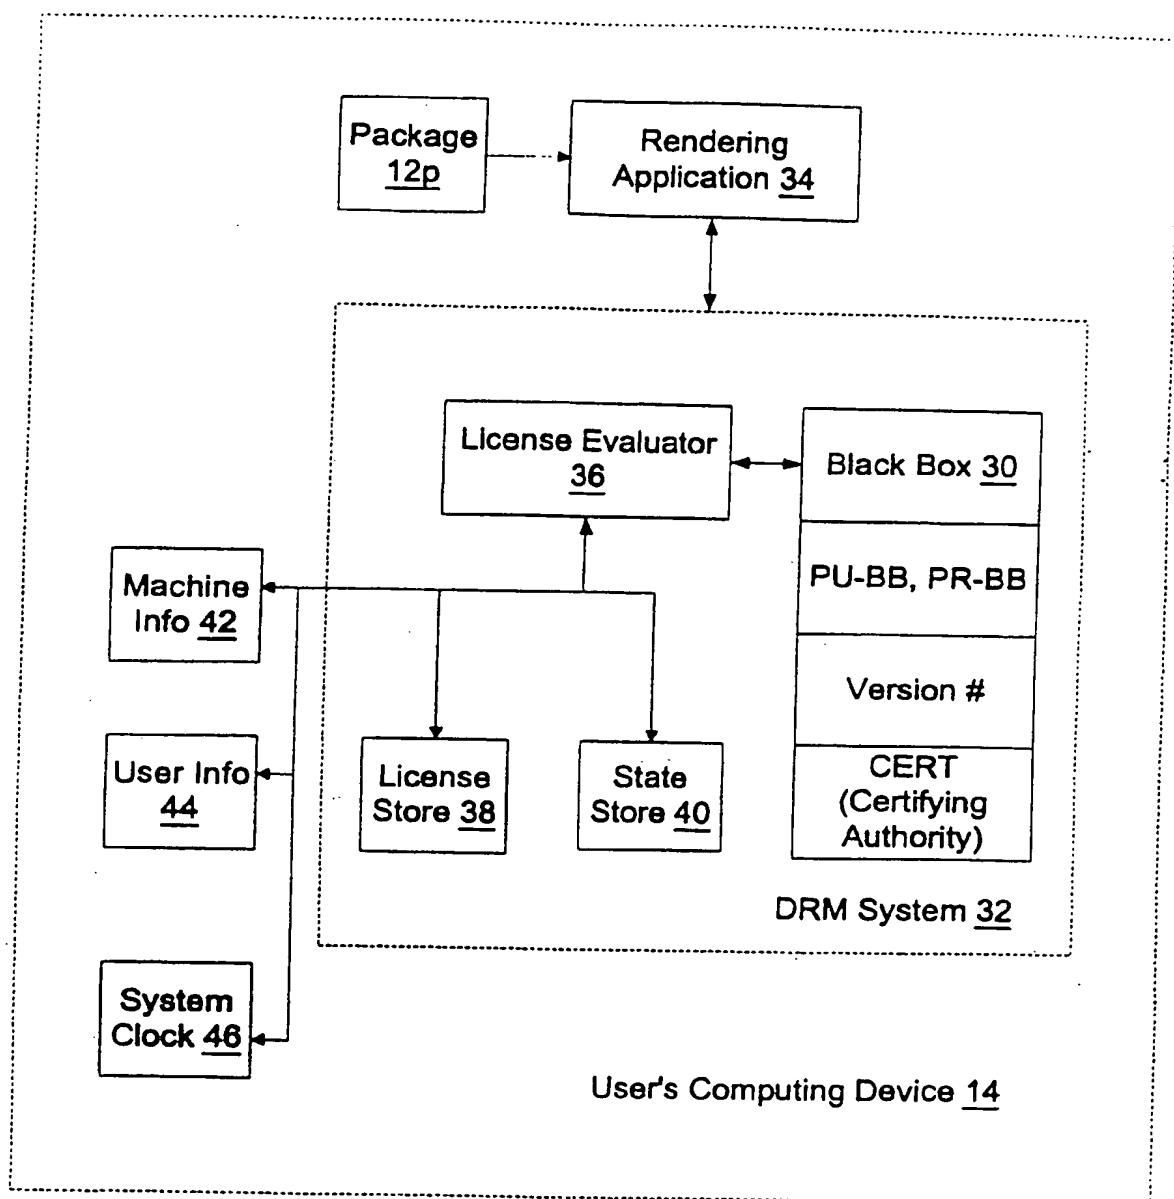 Package
12p
Rendering
Application 34
License Evaluator
36
Black Box 30
PU-BB, PR-BB
Version #
CERT
(Certifying
Authority)
Machine
Info 42
User Info
44
License
Store 38
State
Store 40
DRM System 32
System
Clock 46
User's Computing Device 14